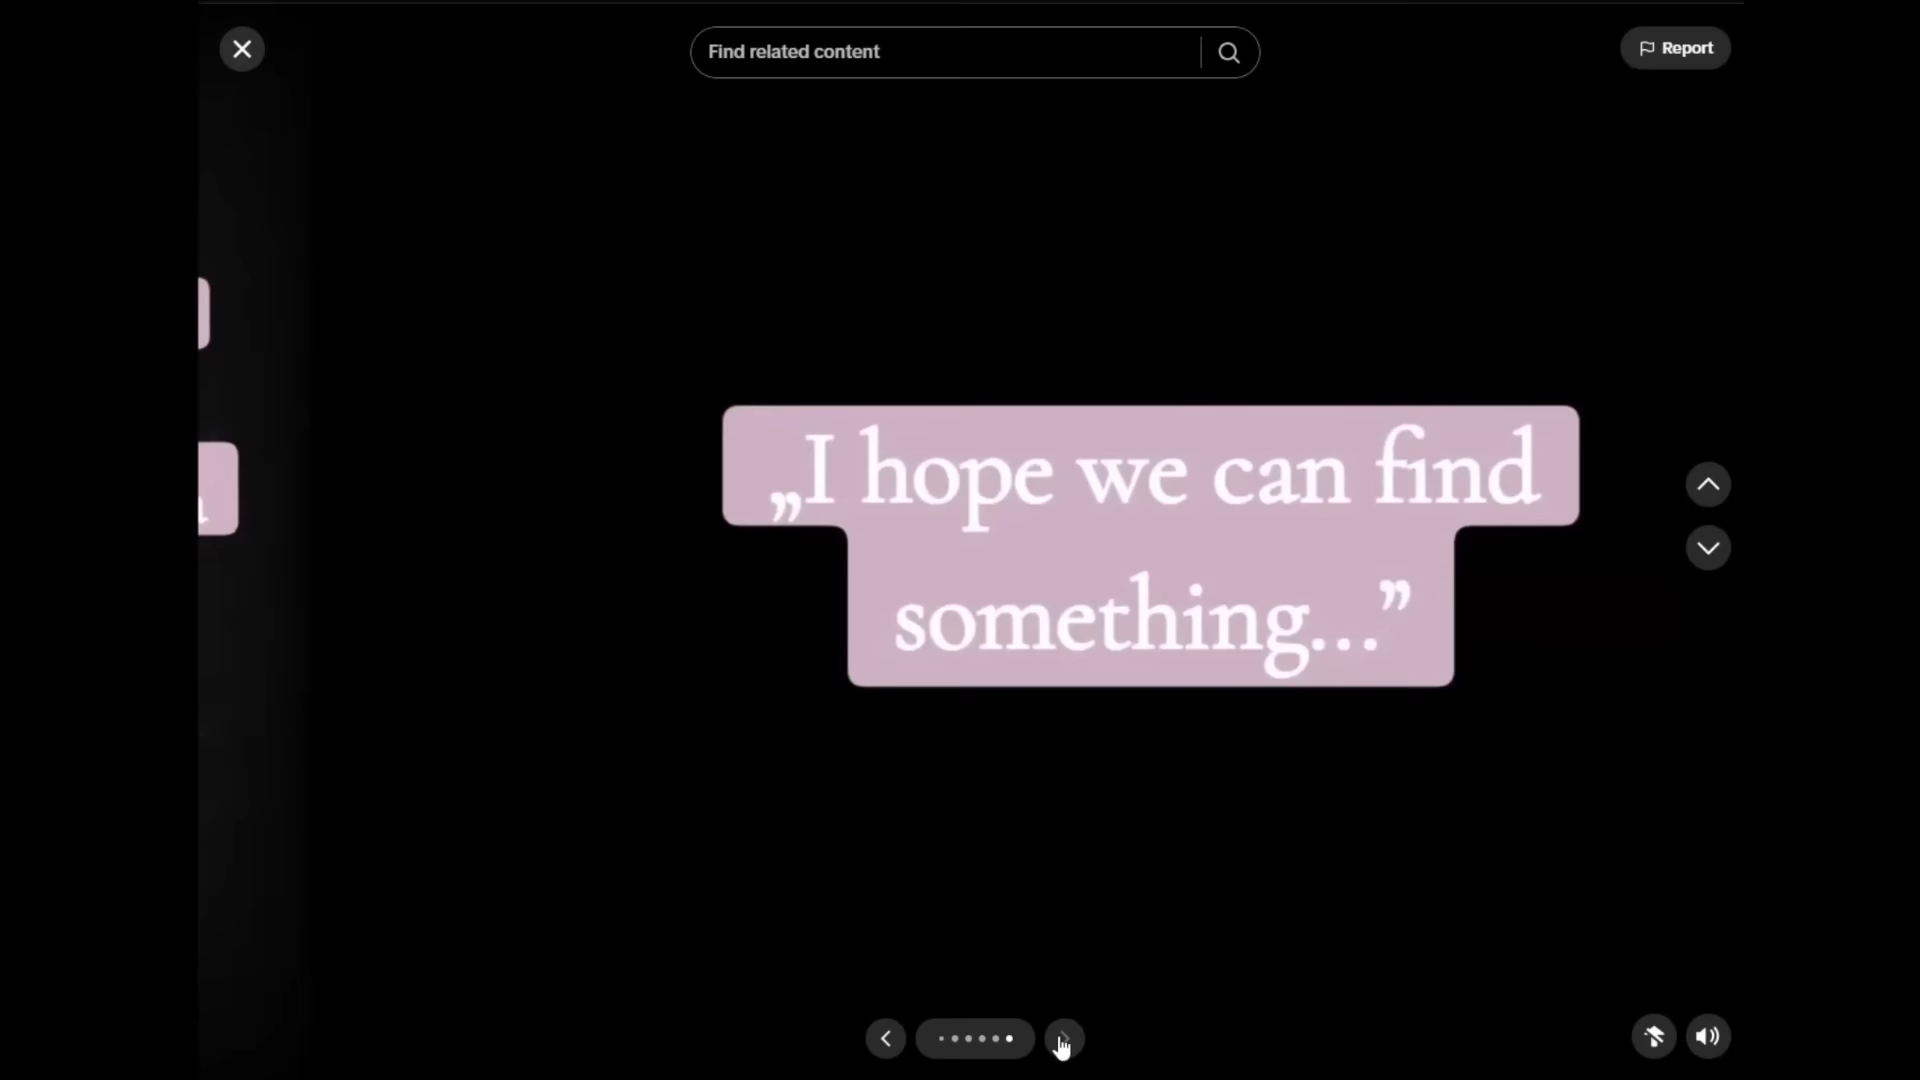 Find related content
Report
„I hope we can find
something...”